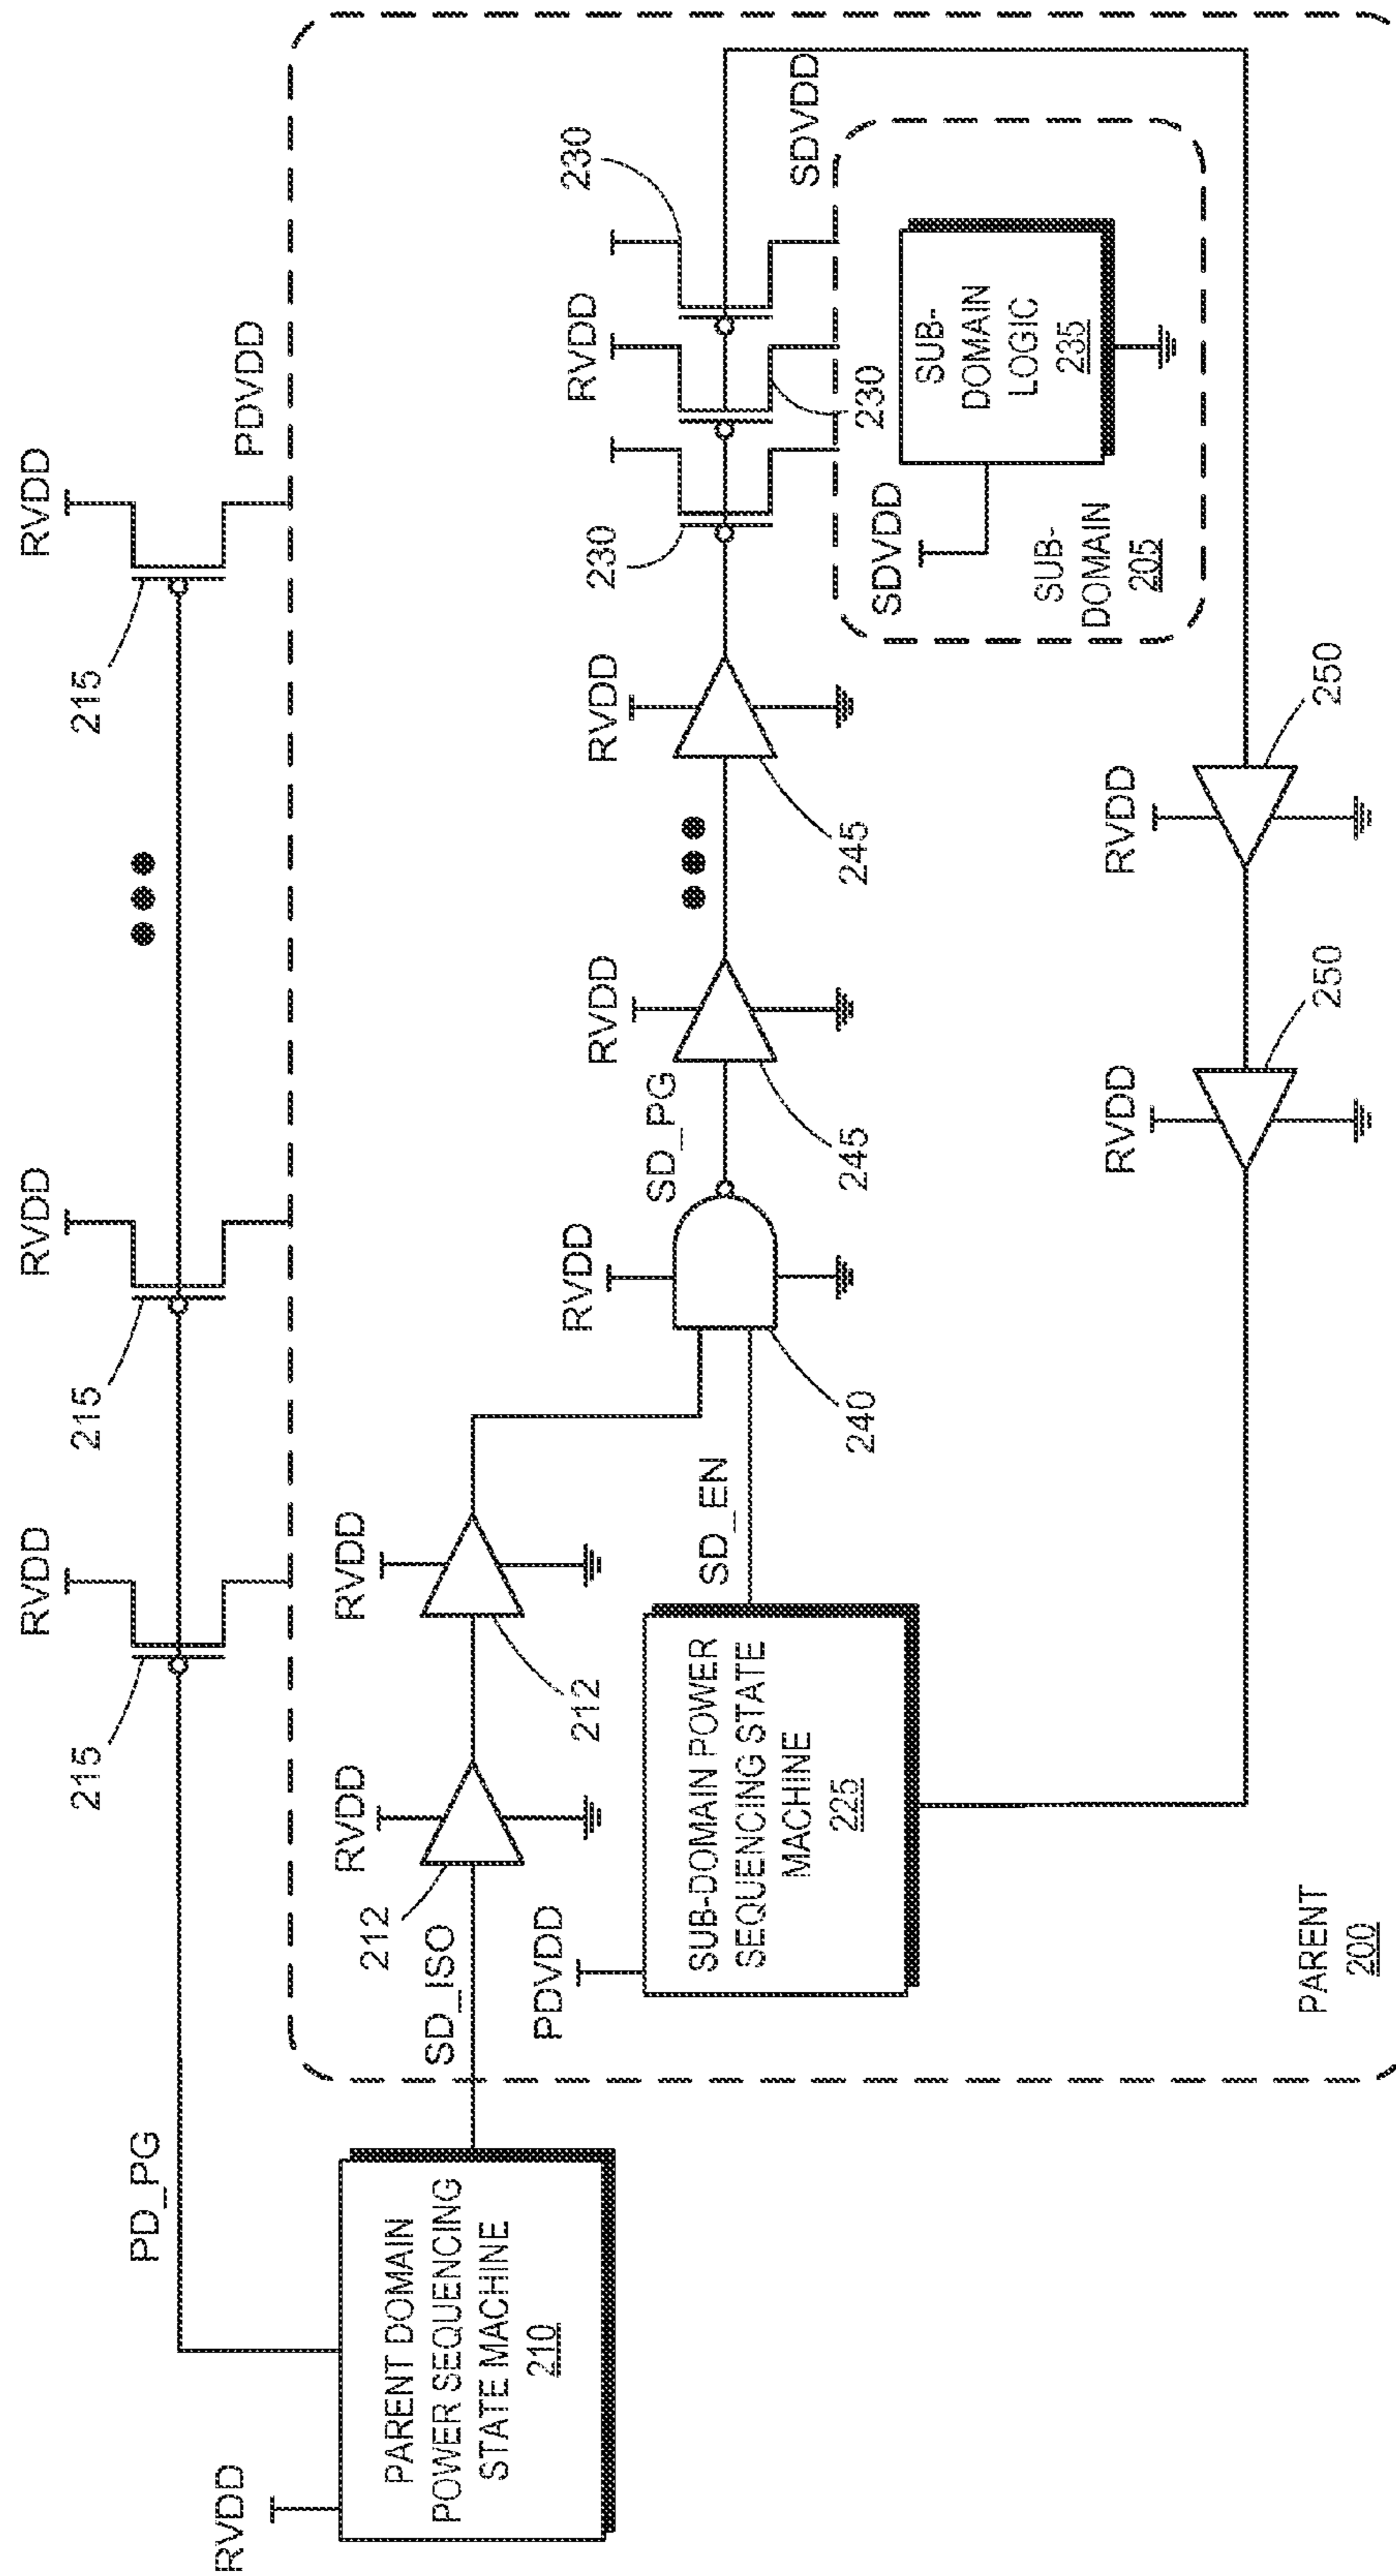 RVDD
RVDD
RVDD
PD_PG
215
215
215
PDVDD
RVDD
PARENT DOMAIN
POWER SEQUENCING
STATE MACHINE
210
SD_ISO
212
RVDD
212
RVDD
PDVDD
SUB-DOMAIN POWER
SEQUENCING STATE
MACHINE
225
SD_EN
240
RVDD
SD_PG
245
RVDD
245
RVDD
230
RVDD
230
230
SDVDD
SDVDD
SUB-
DOMAIN
LOGIC
235
SUB-
DOMAIN
205
RVDD
250
RVDD
250
PARENT
200